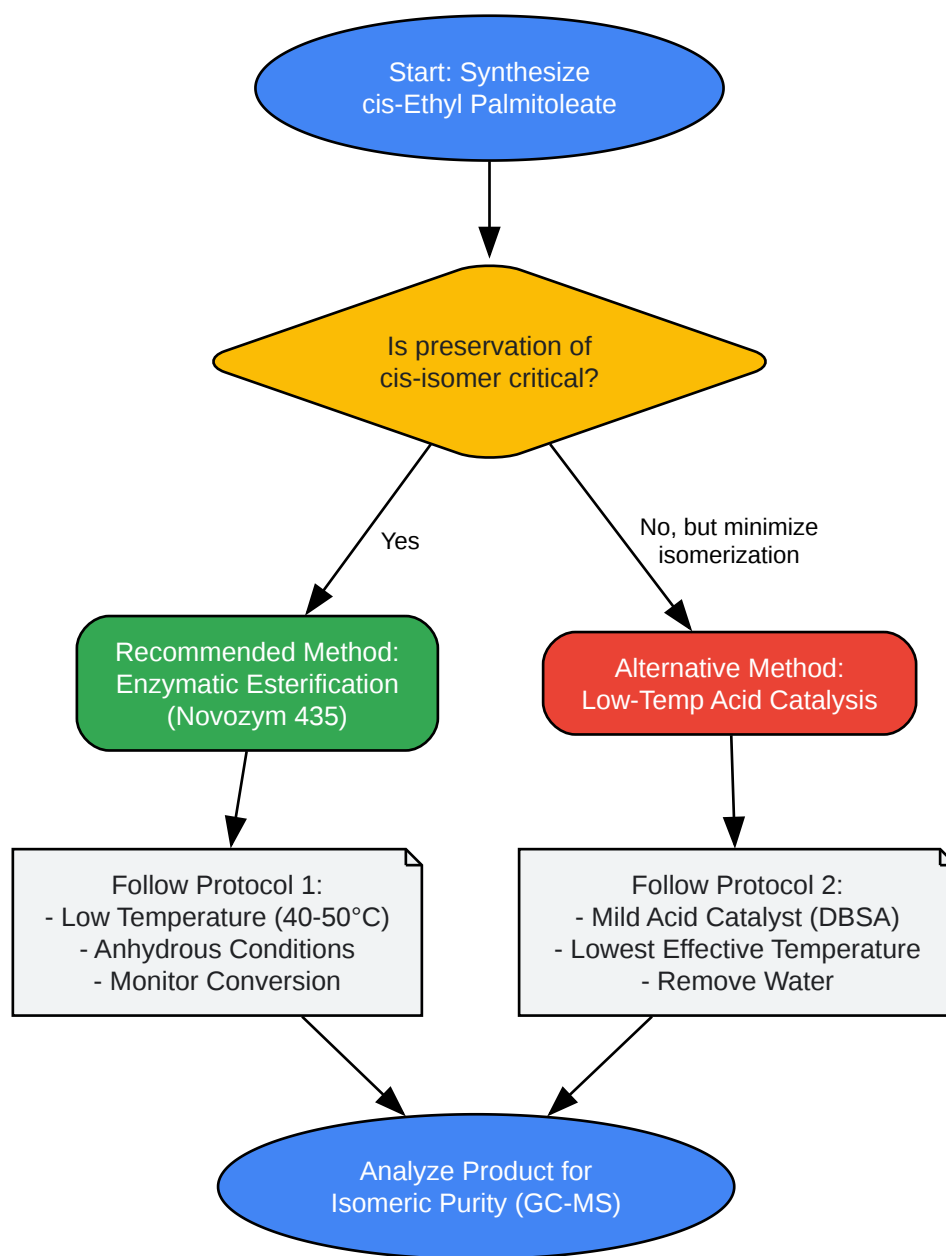 Start: Synthesize
cis-Ethyl Palmitoleate
Is preservation of
cis-isomer critical?
Yes
No, but minimize
isomerization
Recommended Method:
Enzymatic Esterification
(Novozym 435)
Alternative Method:
Low-Temp Acid Catalysis
Follow Protocol 1:
- Low Temperature (40-50°C)
- Anhydrous Conditions
- Monitor Conversion
Follow Protocol 2:
- Mild Acid Catalyst (DBSA)
- Lowest Effective Temperature
- Remove Water
Analyze Product for
Isomeric Purity (GC-MS)